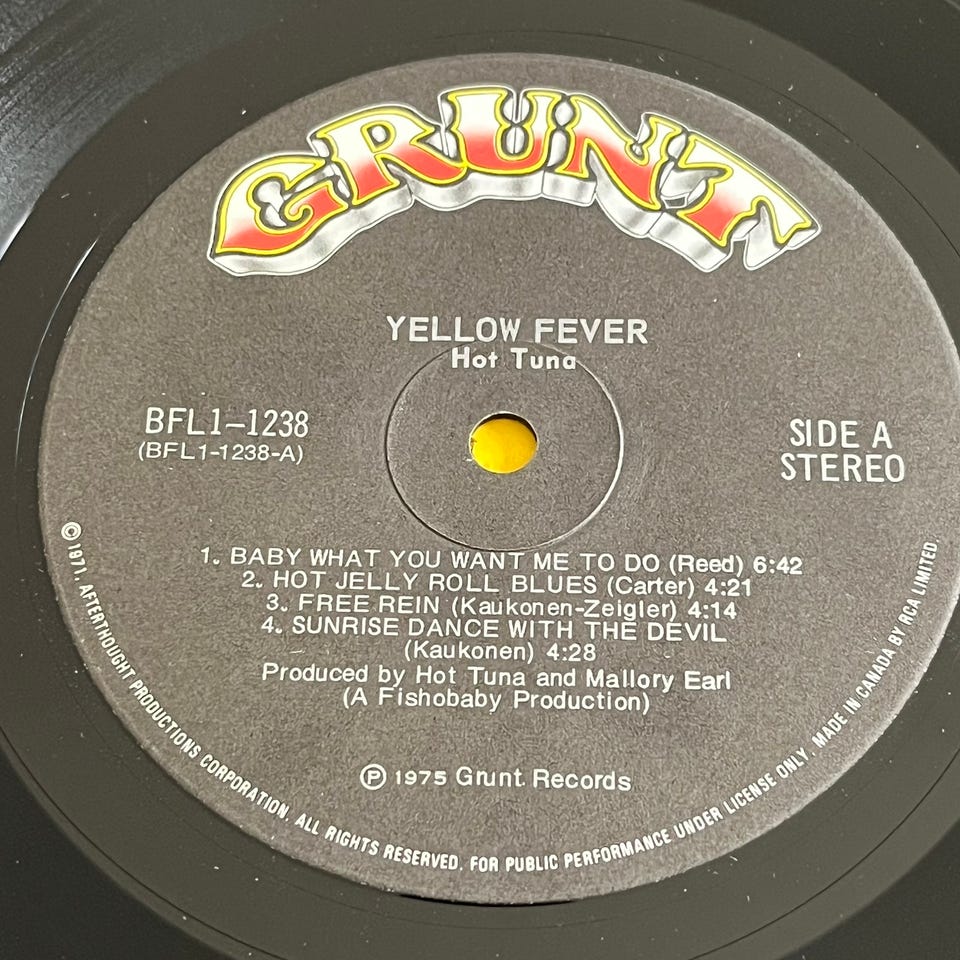 GRUNT
YELLOW FEVER
Hot Tuna
BFL1-1238
(BFL1-1238-A)
SIDE A
STEREO
1. BABY WHAT YOU WANT ME TO DO (Reed) 6:42
2. HOT JELLY ROLL BLUES (Carter) 4:21
3. FREE REIN (Kaukonen-Zeigler) 4:14
4. SUNRISE DANCE WITH THE DEVIL
(Kaukonen) 4:28
Produced by Hot Tuna and Mallory Earl
(A Fishobaby Production)
℗ 1975 Grunt Records
©1971, AFTERTHOUGHT PRODUCTIONS CORPORATION. ALL RIGHTS RESERVED. FOR PUBLIC PERFORMANCE UNDER LICENSE ONLY. MADE IN CANADA BY RCA LIMITED.